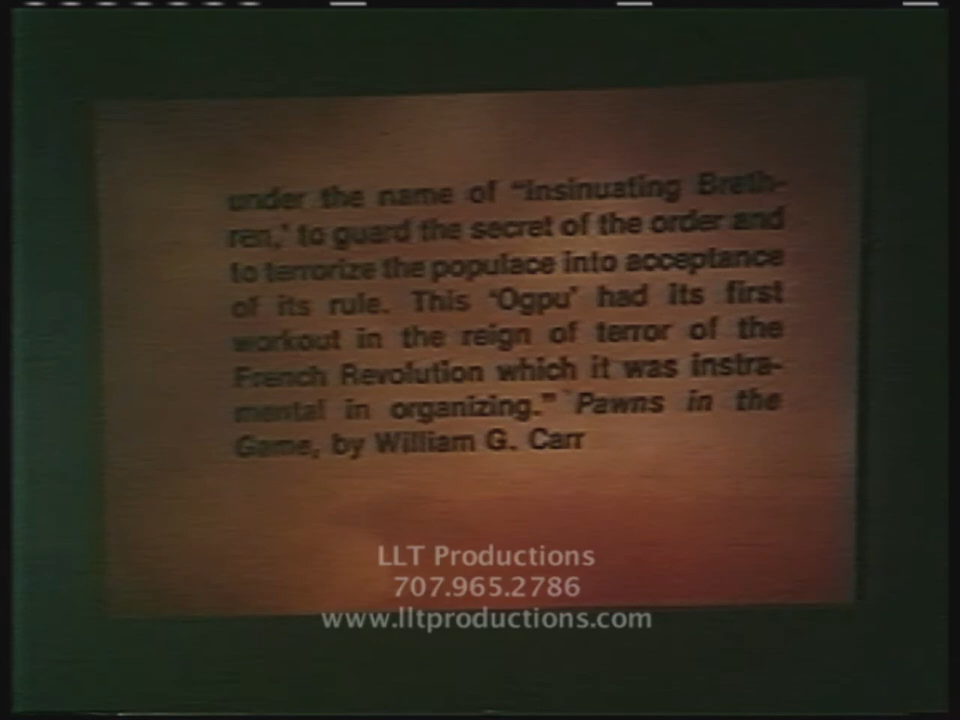 under the name of "Insinuating Breth-
ren,' to guard the secret of the order and
to terrorize the populace into acceptance
of its rule. This 'Ogpu' had its first
workout in the reign of terror of the
French Revolution which it was instra-
mental in organizing." Pawns in the
Game, by William G. Carr
LLT Productions
707.965.2786
www.lltproductions.com